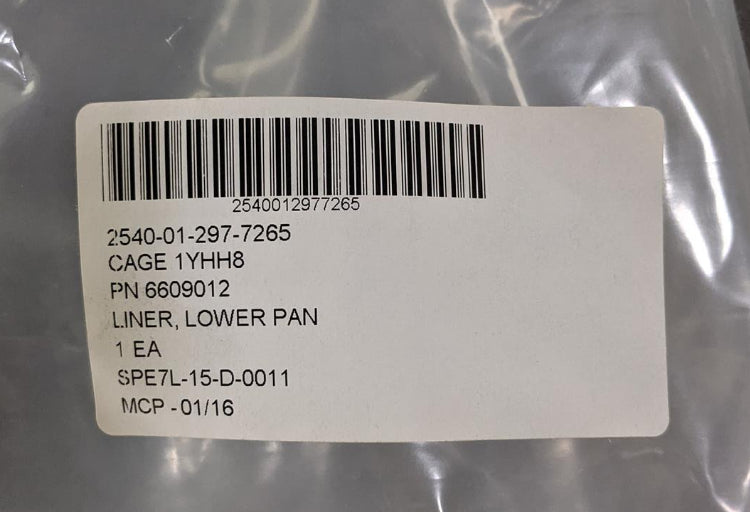 2540012977265
2540-01-297-7265
CAGE 1YHH8
PN 6609012
LINER, LOWER PAN
1 EA
SPE7L-15-D-0011
MCP - 01/16